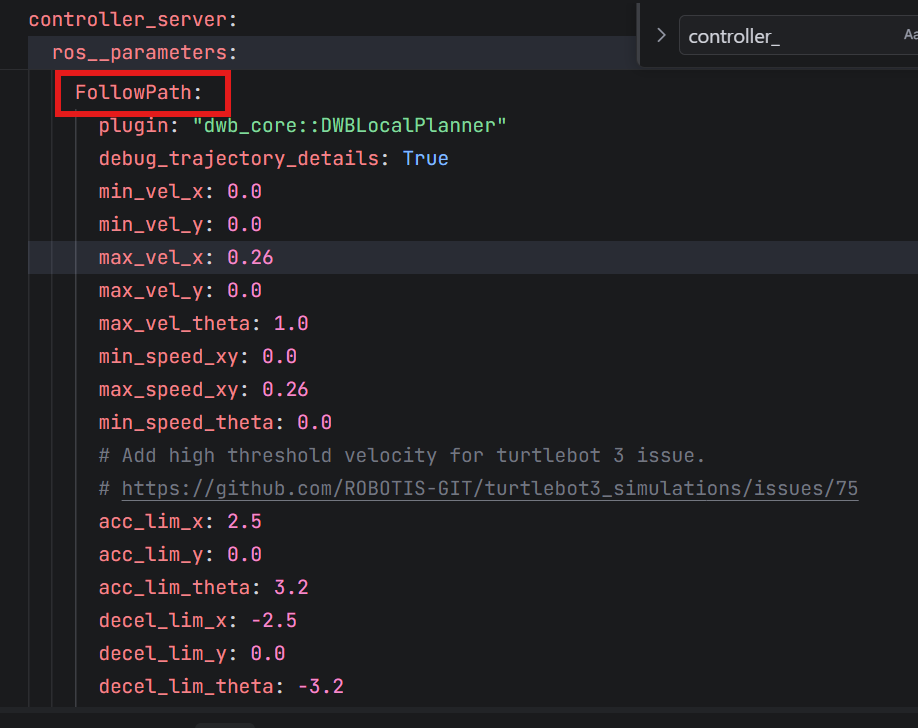 controller_server:
ros__parameters:
FollowPath:
plugin: "dwb_core::DWBLocalPlanner"
debug_trajectory_details: True
min_vel_x: 0.0
min_vel_y: 0.0
max_vel_x: 0.26
max_vel_y: 0.0
max_vel_theta: 1.0
min_speed_xy: 0.0
max_speed_xy: 0.26
min_speed_theta: 0.0
# Add high threshold velocity for turtlebot 3 issue.
# https://github.com/ROBOTIS-GIT/turtlebot3_simulations/issues/75
acc_lim_x: 2.5
acc_lim_y: 0.0
acc_lim_theta: 3.2
decel_lim_x: -2.5
decel_lim_y: 0.0
decel_lim_theta: -3.2
controller_ Aa